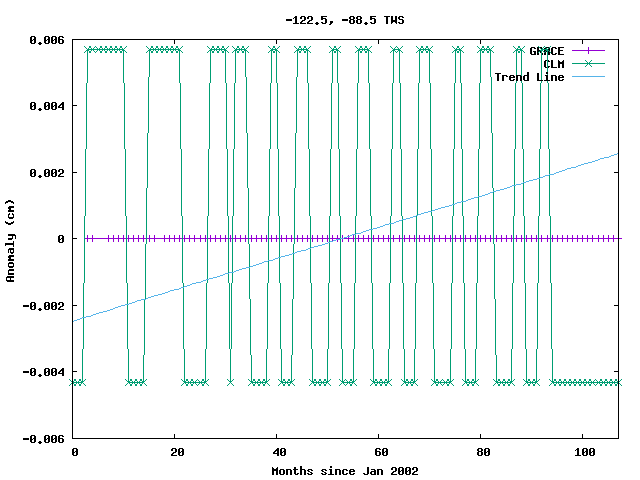 -122.5, -88.5 TWS
0.006
0.004
0.002
0
-0.002
-0.004
-0.006
Anomaly (cm)
GRACE
CLM
Trend Line
0 20 40 60 80 100
Months since Jan 2002